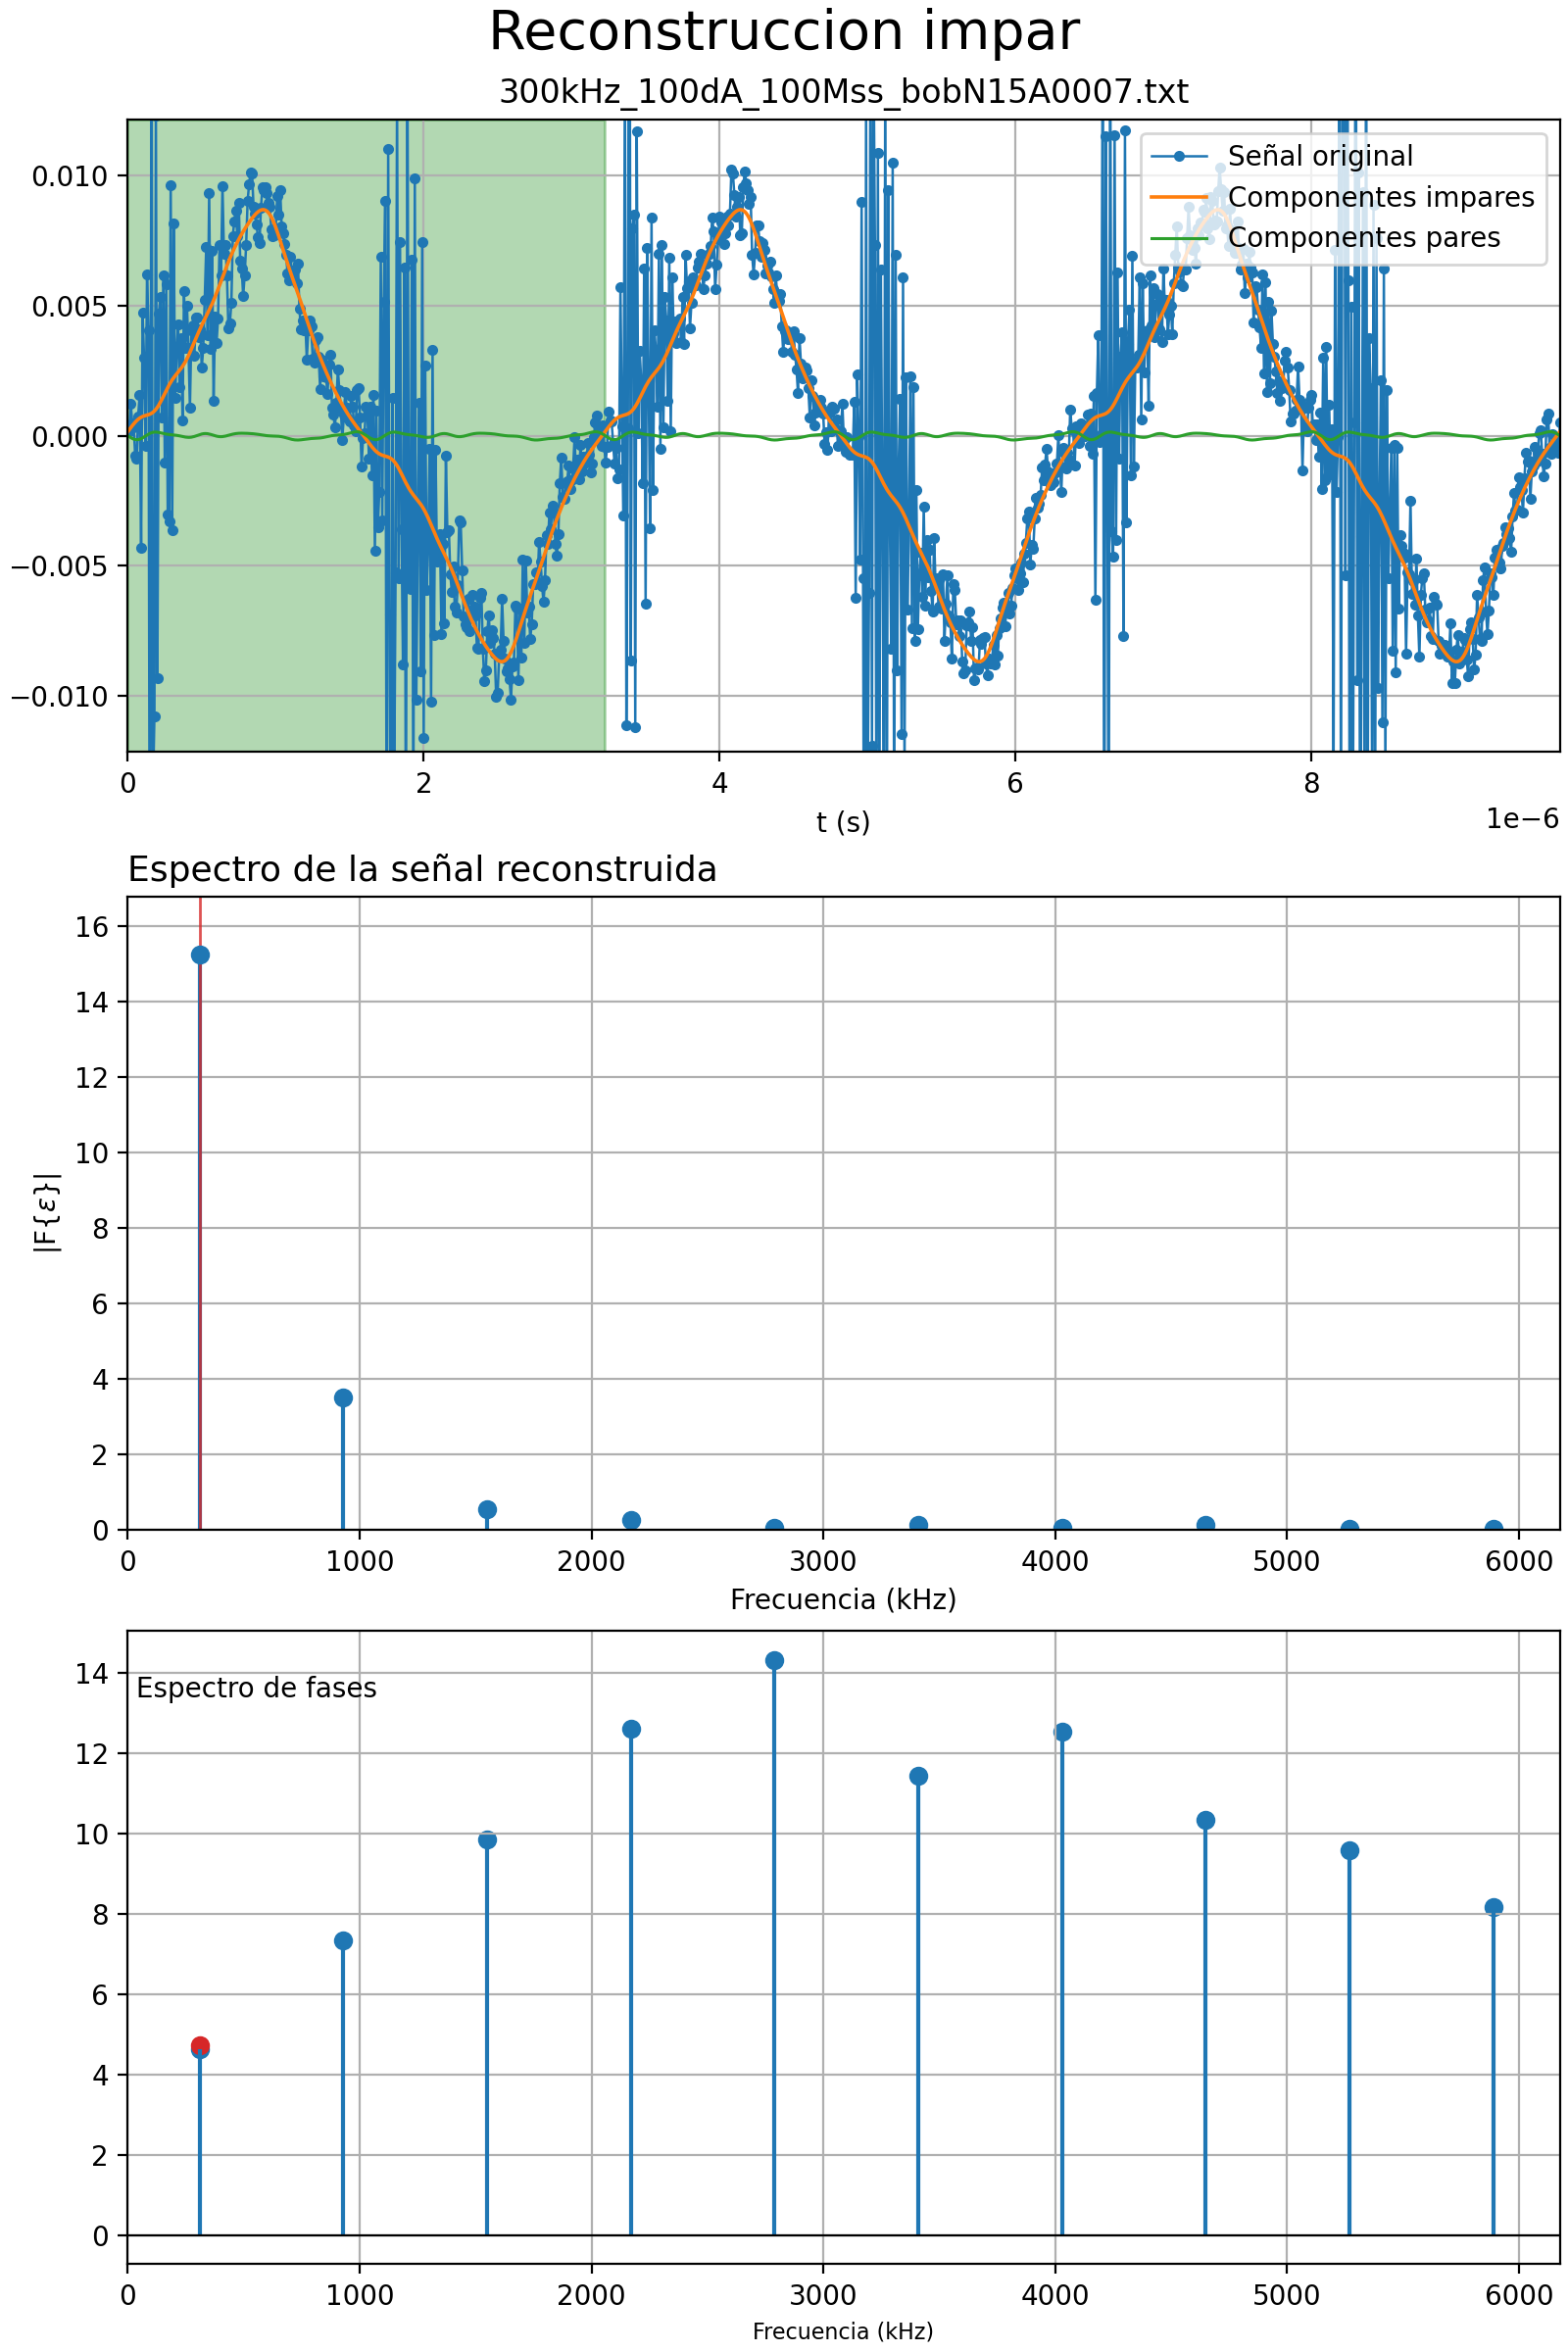 Reconstruccion impar
300kHz_100dA_100Mss_bobN15A0007.txt
0.010
0.005
0.000
−0.005
−0.010
Señal original
Componentes impares
Componentes pares
0 2 4 6 8
t (s)
1e−6
Espectro de la señal reconstruida
16
14
12
10
8
6
4
2
0
|F{ε}|
0 1000 2000 3000 4000 5000 6000
Frecuencia (kHz)
14
12
10
8
6
4
2
0
Espectro de fases
0 1000 2000 3000 4000 5000 6000
Frecuencia (kHz)